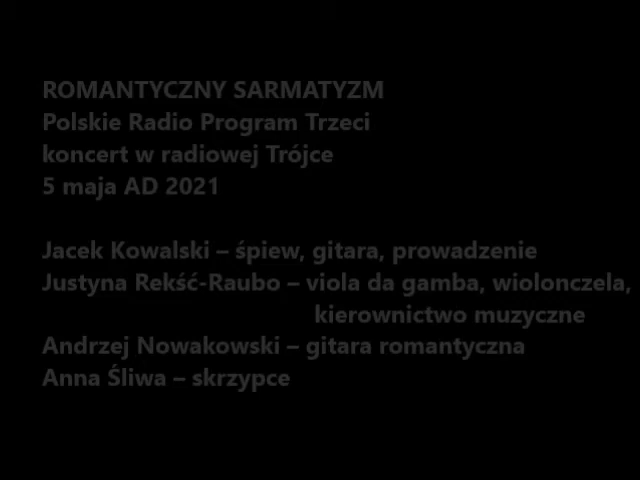 ROMANTYCZNY SARMATYZM
Polskie Radio Program Trzeci
koncert w radiowej Trójce
5 maja AD 2021
Jacek Kowalski – śpiew, gitara, prowadzenie
Justyna Rekść-Raubo – viola da gamba, wiolonczela,
kierownictwo muzyczne
Andrzej Nowakowski – gitara romantyczna
Anna Śliwa – skrzypce